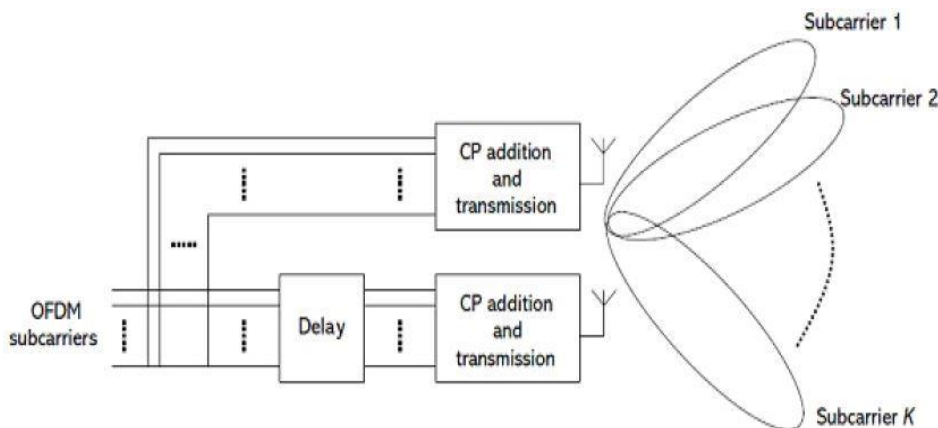 Subcarrier 1
Subcarrier 2
CP addition
and
transmission
OFDM
subcarriers
Delay
CP addition
and
transmission
Subcarrier K